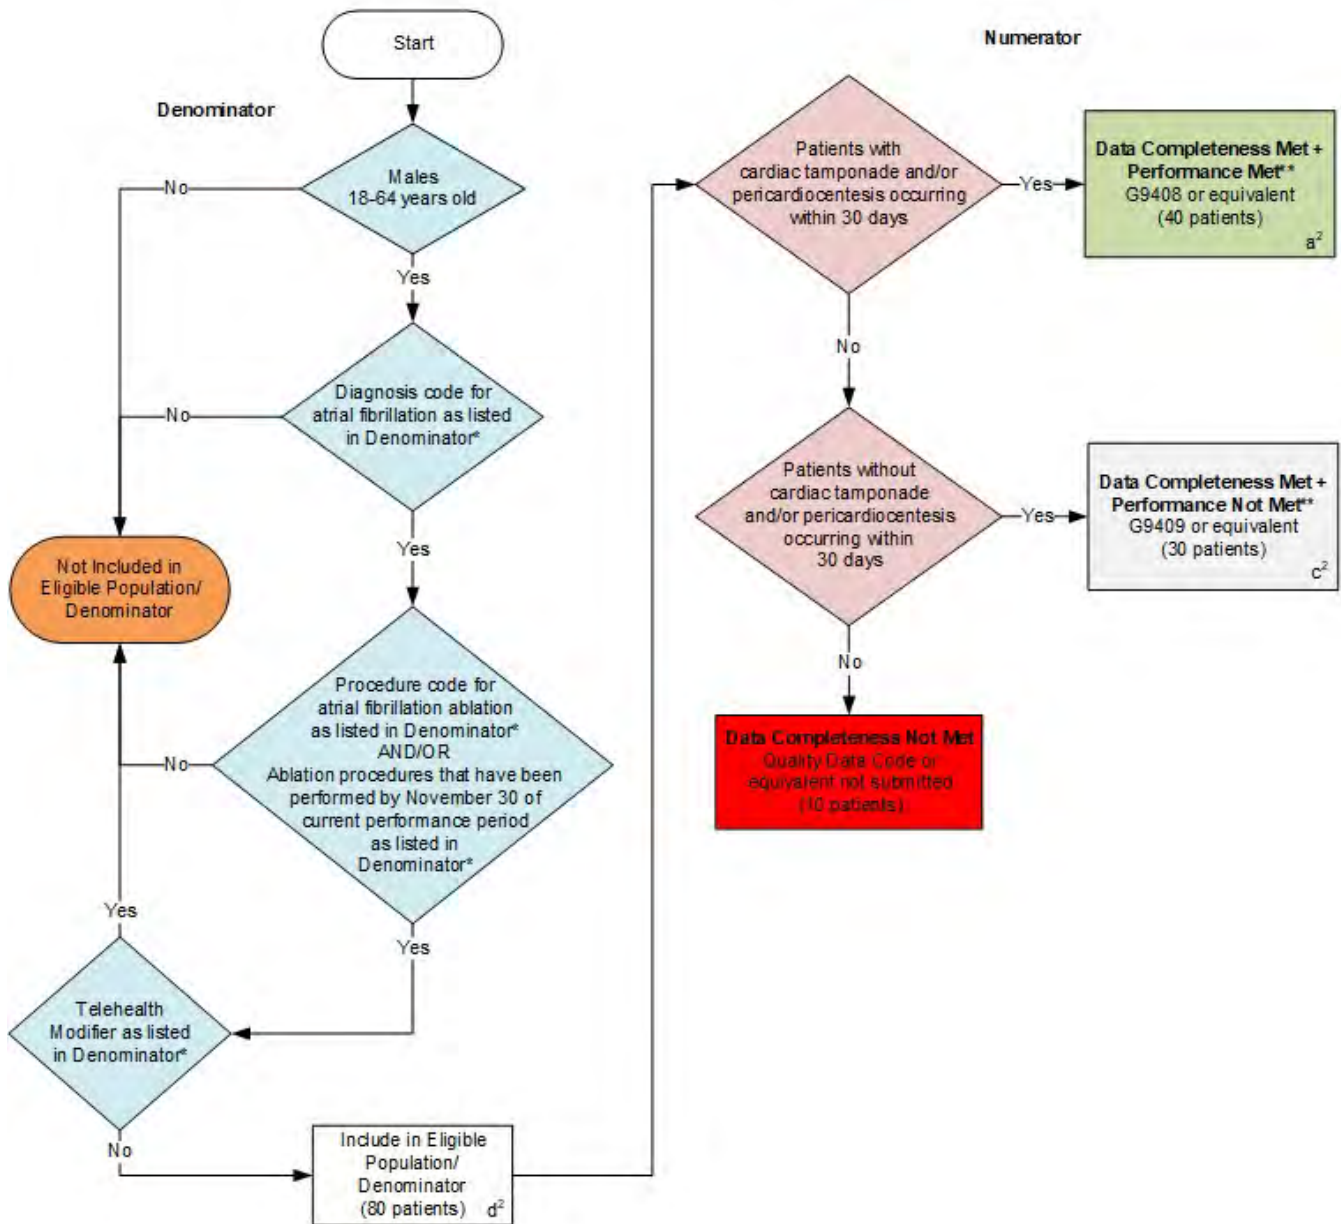 Start
Denominator
Males
18-64 years old
No
Yes
Diagnosis code for
atrial fibrillation as listed
in Denominator*
No
Yes
Not Included in
Eligible Population/
Denominator
Procedure code for
atrial fibrillation ablation
as listed in Denominator*
AND/OR
Ablation procedures that have been
performed by November 30 of
current performance period
as listed in
Denominator*
No
Yes
Yes
Telehealth
Modifier as listed
in Denominator*
No
Include in Eligible
Population/
Denominator
(80 patients) d²
Numerator
Patients with
cardiac tamponade and/or
pericardiocentesis occurring
within 30 days
Yes
Data Completeness Met +
Performance Met**
G9408 or equivalent
(40 patients)
a²
No
Patients without
cardiac tamponade
and/or pericardiocentesis
occurring within
30 days
Yes
Data Completeness Met +
Performance Not Met**
G9409 or equivalent
(30 patients)
c²
No
Data Completeness Not Met
Quality Data Code or
equivalent not submitted
(10 patients)